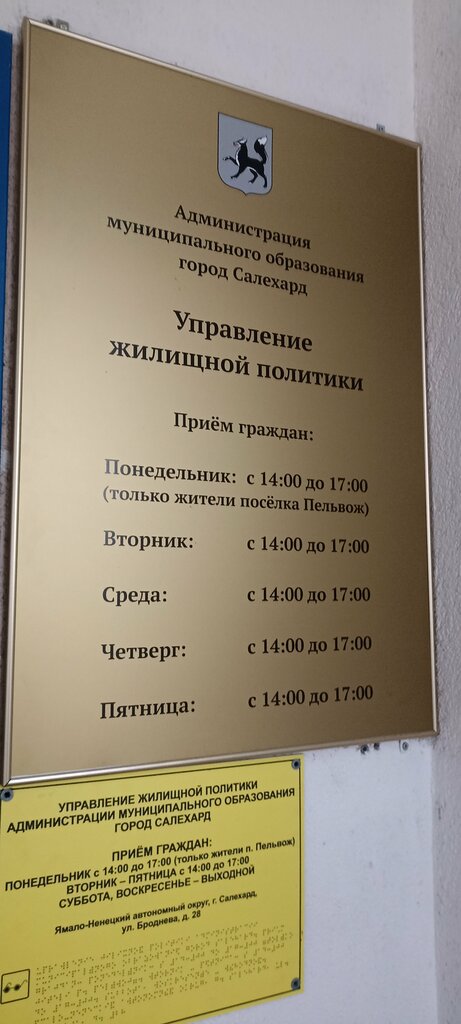 Администрация
муниципального образования
город Салехард
Управление
жилищной политики
Приём граждан:
Понедельник: с 14:00 до 17:00
(только жители посёлка Пельвож)
Вторник: с 14:00 до 17:00
Среда: с 14:00 до 17:00
Четверг: с 14:00 до 17:00
Пятница: с 14:00 до 17:00
УПРАВЛЕНИЕ ЖИЛИЩНОЙ ПОЛИТИКИ
АДМИНИСТРАЦИИ МУНИЦИПАЛЬНОГО ОБРАЗОВАНИЯ
ГОРОД САЛЕХАРД
ПРИЁМ ГРАЖДАН:
ПОНЕДЕЛЬНИК с 14:00 до 17:00 (только жители п. Пельвож)
ВТОРНИК – ПЯТНИЦА с 14:00 до 17:00
СУББОТА, ВОСКРЕСЕНЬЕ – ВЫХОДНОЙ
Ямало-Ненецкий автономный округ, г. Салехард,
ул. Броднева, д. 28